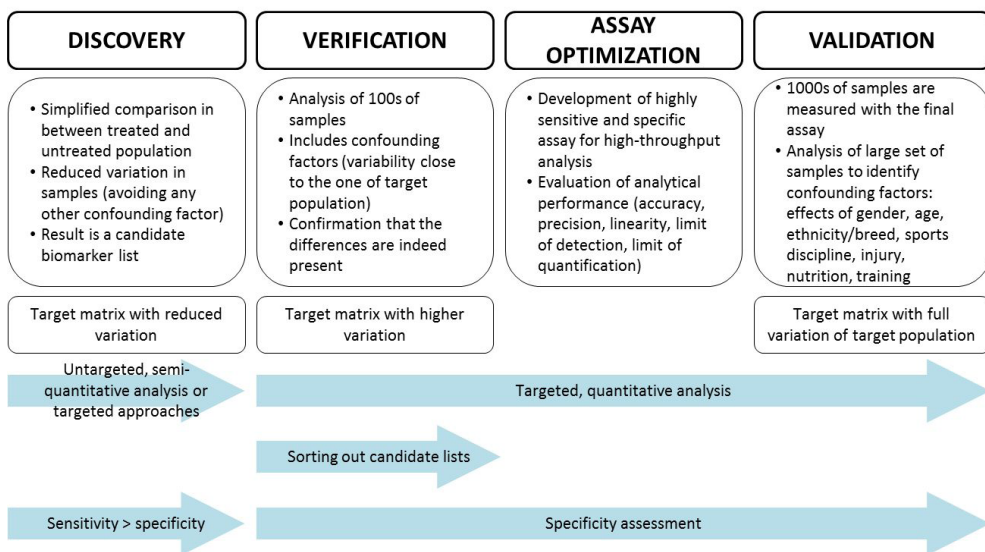 DISCOVERY
VERIFICATION
ASSAY
OPTIMIZATION
VALIDATION
• Simplified comparison in
between treated and
untreated population
• Reduced variation in
samples (avoiding any
other confounding factor)
• Result is a candidate
biomarker list
• Analysis of 100s of
samples
• Includes confounding
factors (variability close
to the one of target
population)
• Confirmation that the
differences are indeed
present
• Development of highly
sensitive and specific
assay for high-throughput
analysis
• Evaluation of analytical
performance (accuracy,
precision, linearity, limit
of detection, limit of
quantification)
• 1000s of samples are
measured with the final
assay
• Analysis of large set of
samples to identify
confounding factors:
effects of gender, age,
ethnicity/breed, sports
discipline, injury,
nutrition, training
Target matrix with reduced
variation
Target matrix with higher
variation
Target matrix with full
variation of target population
Untargeted, semi-
quantitative analysis or
targeted approaches
Targeted, quantitative analysis
Sorting out candidate lists
Sensitivity > specificity
Specificity assessment